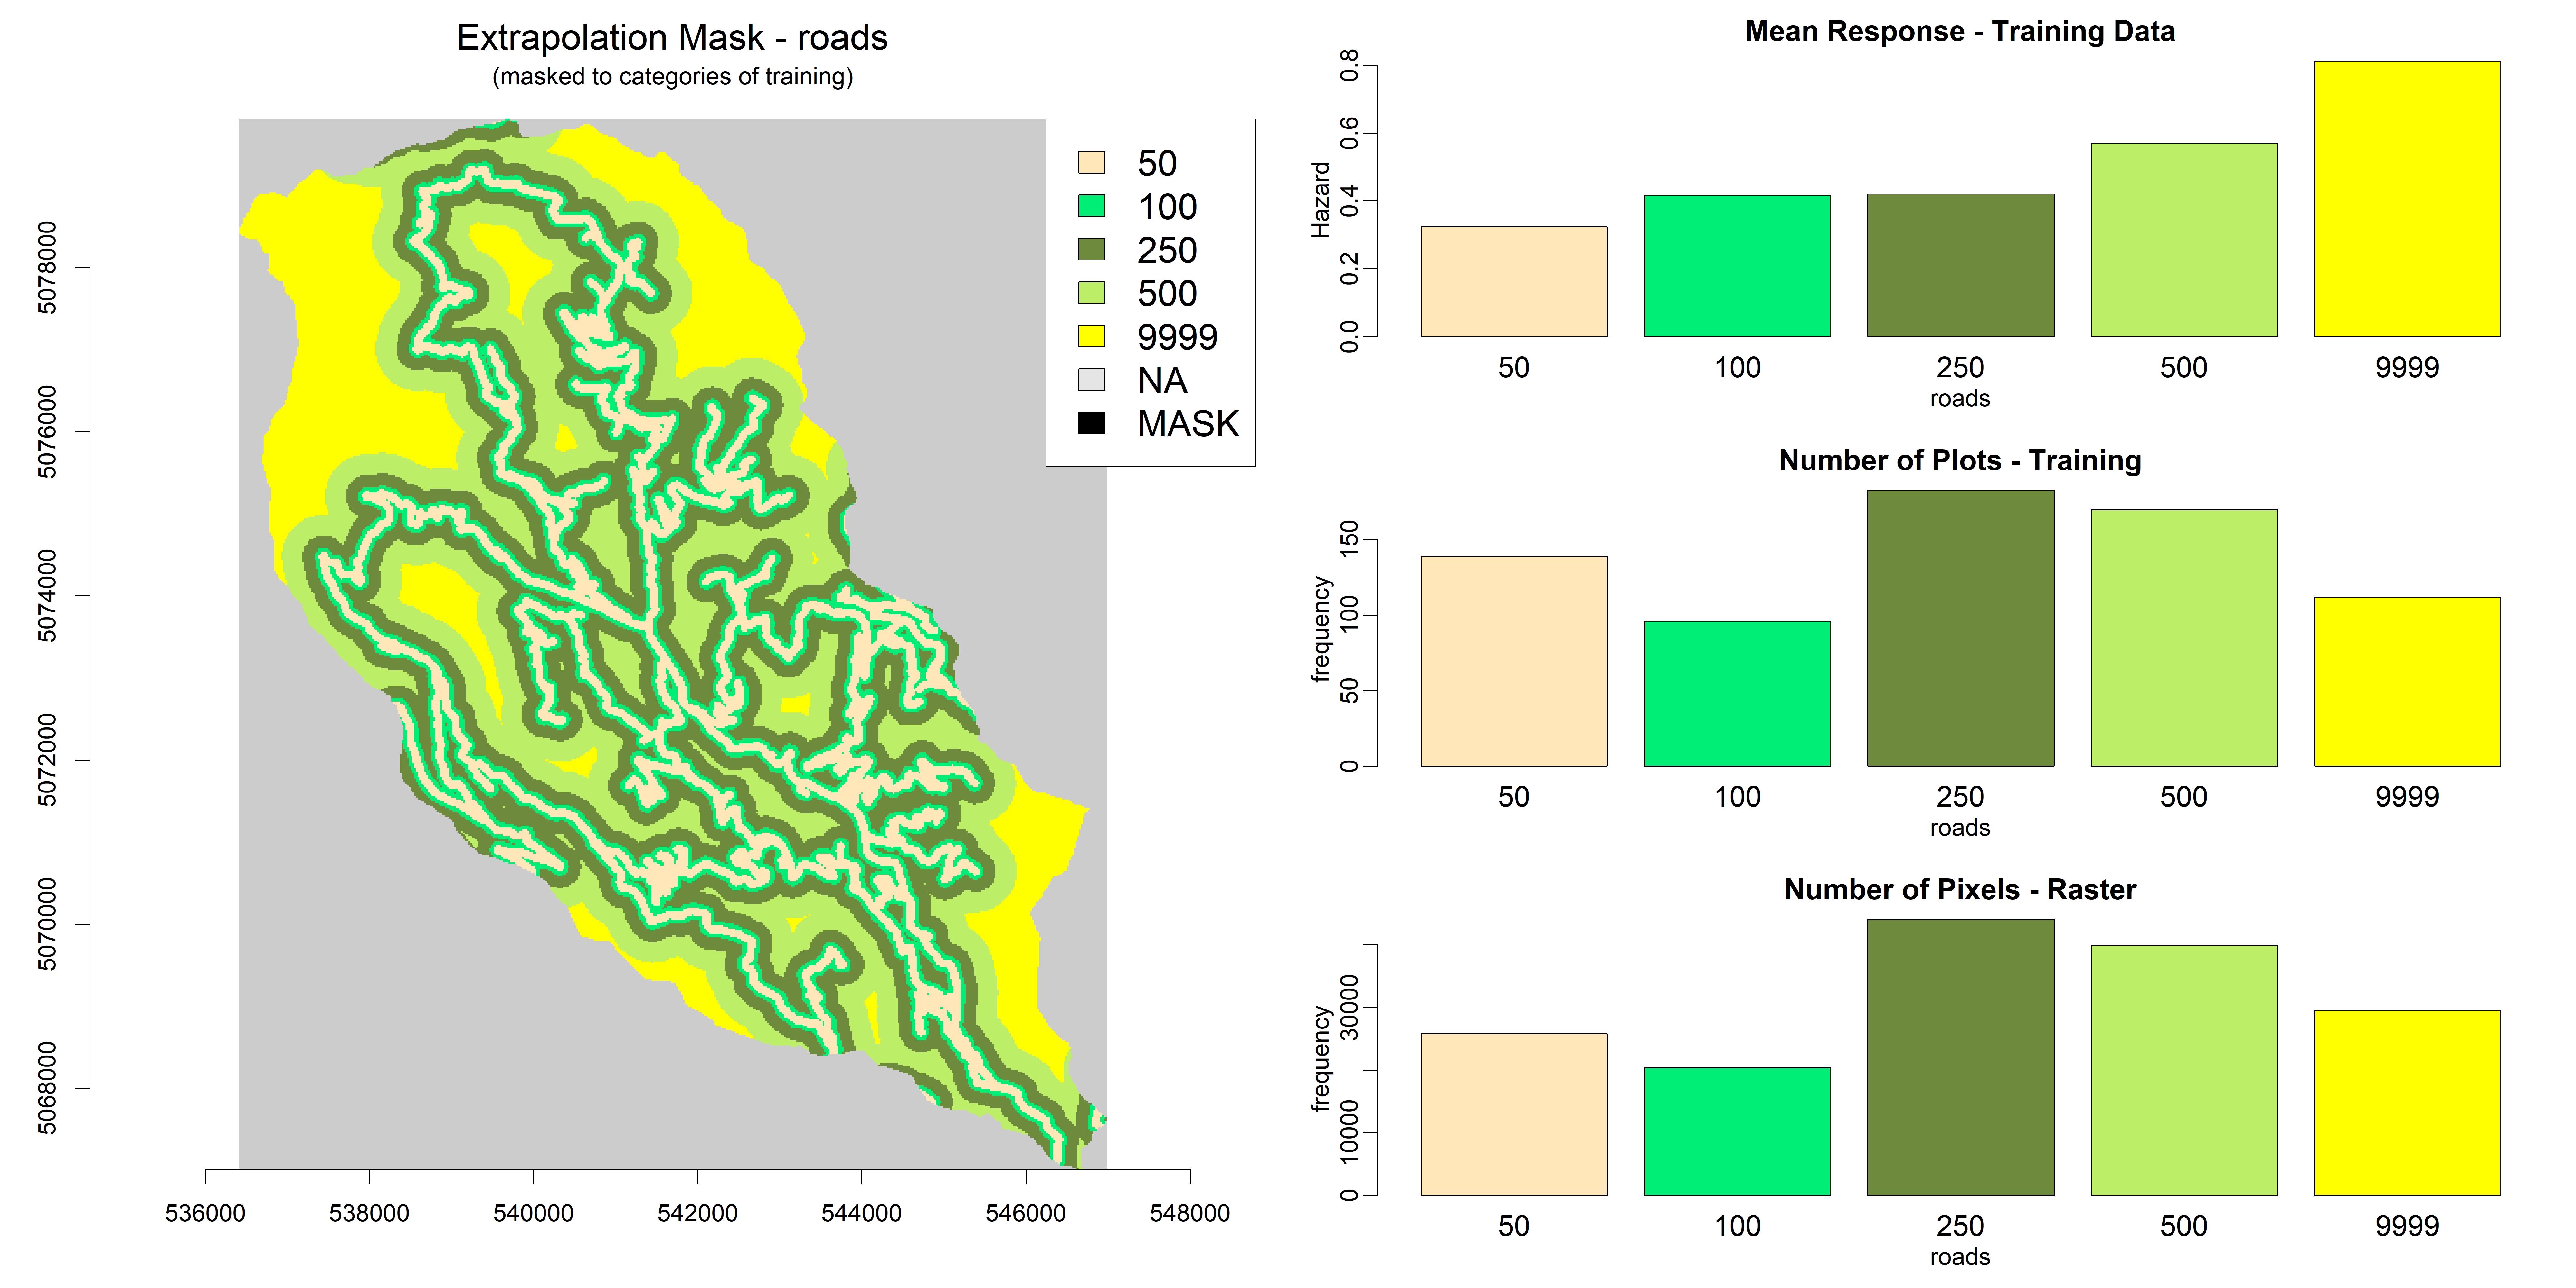 Extrapolation Mask - roads
(masked to categories of training)
5078000
5076000
5074000
5072000
5070000
5068000
536000 538000 540000 542000 544000 546000 548000
50
100
250
500
9999
NA
MASK
Mean Response - Training Data
Hazard
0.8
0.6
0.4
0.2
0.0
50 100 250 500 9999
roads
Number of Plots - Training
frequency
150
100
50
0
50 100 250 500 9999
roads
Number of Pixels - Raster
frequency
30000
10000
0
50 100 250 500 9999
roads